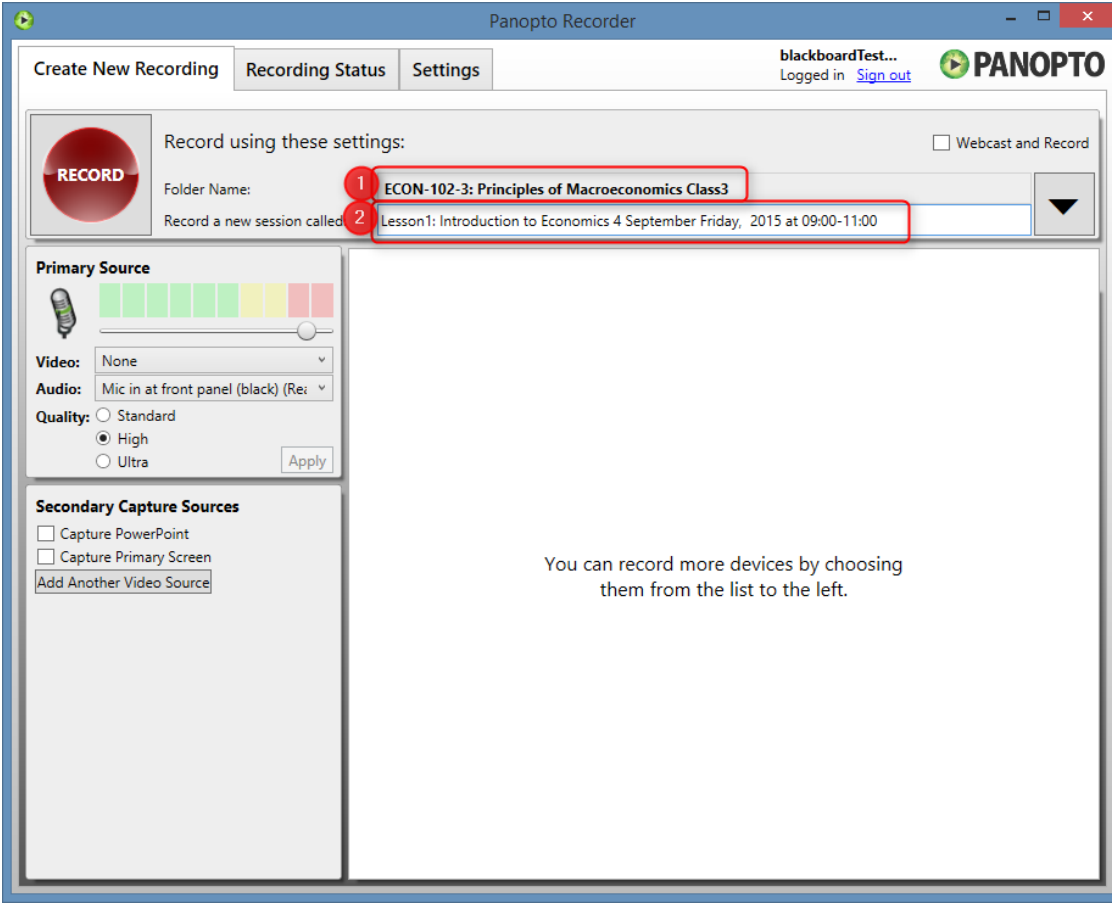 Panopto Recorder
Create New Recording Recording Status Settings
blackboardTest...
Logged in Sign out
PANOPTO
RECORD
Record using these settings:
Webcast and Record
Folder Name:
1 ECON-102-3: Principles of Macroeconomics Class3
Record a new session called
2 Lesson1: Introduction to Economics 4 September Friday, 2015 at 09:00-11:00
Primary Source
Video: None
Audio: Mic in at front panel (black) (Rea
Quality: Standard
High
Ultra Apply
Secondary Capture Sources
Capture PowerPoint
Capture Primary Screen
Add Another Video Source
You can record more devices by choosing
them from the list to the left.